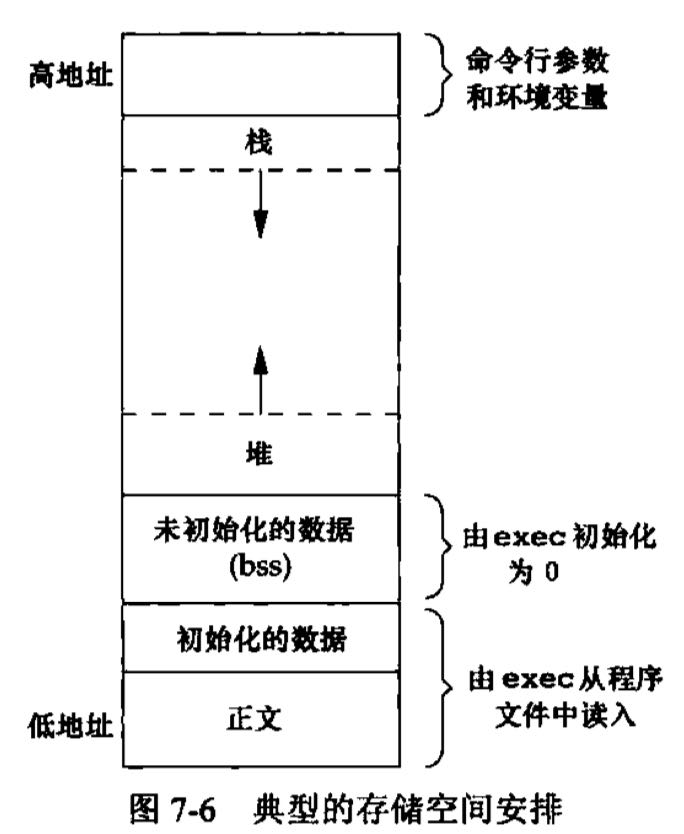 高地址
命令行参数
和环境变量
栈
堆
未初始化的数据
(bss)
由exec初始化
为 0
初始化的数据
由exec从程序
文件中读入
正文
低地址
图 7-6 典型的存储空间安排